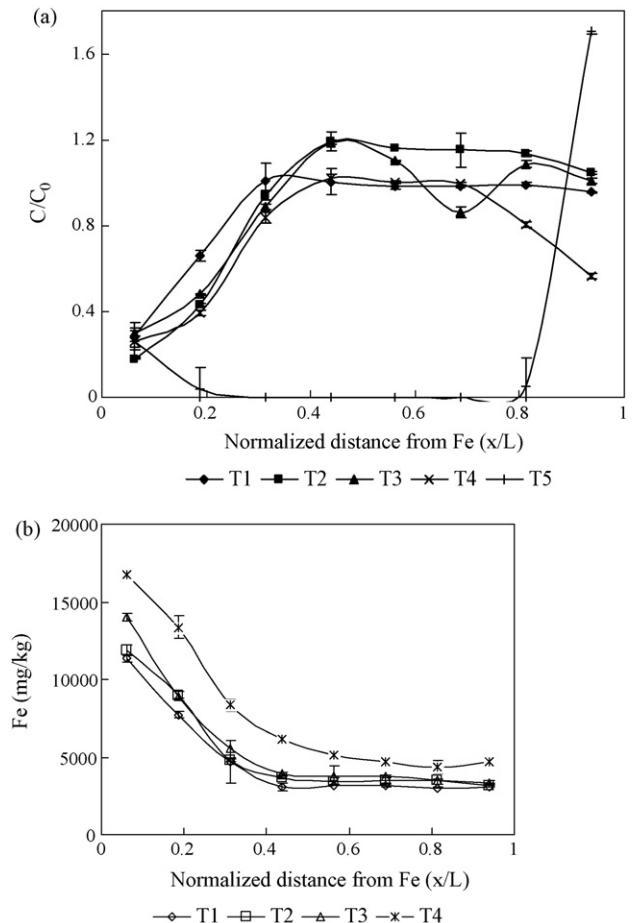 (a)
1.6
1.2
0.8
0.4
0
C/C₀
0 0.2 0.4 0.6 0.8 1
Normalized distance from Fe (x/L)
T1 T2 T3 T4 T5
(b)
20000
15000
10000
5000
0
Fe (mg/kg)
0 0.2 0.4 0.6 0.8 1
Normalized distance from Fe (x/L)
T1 T2 T3 T4